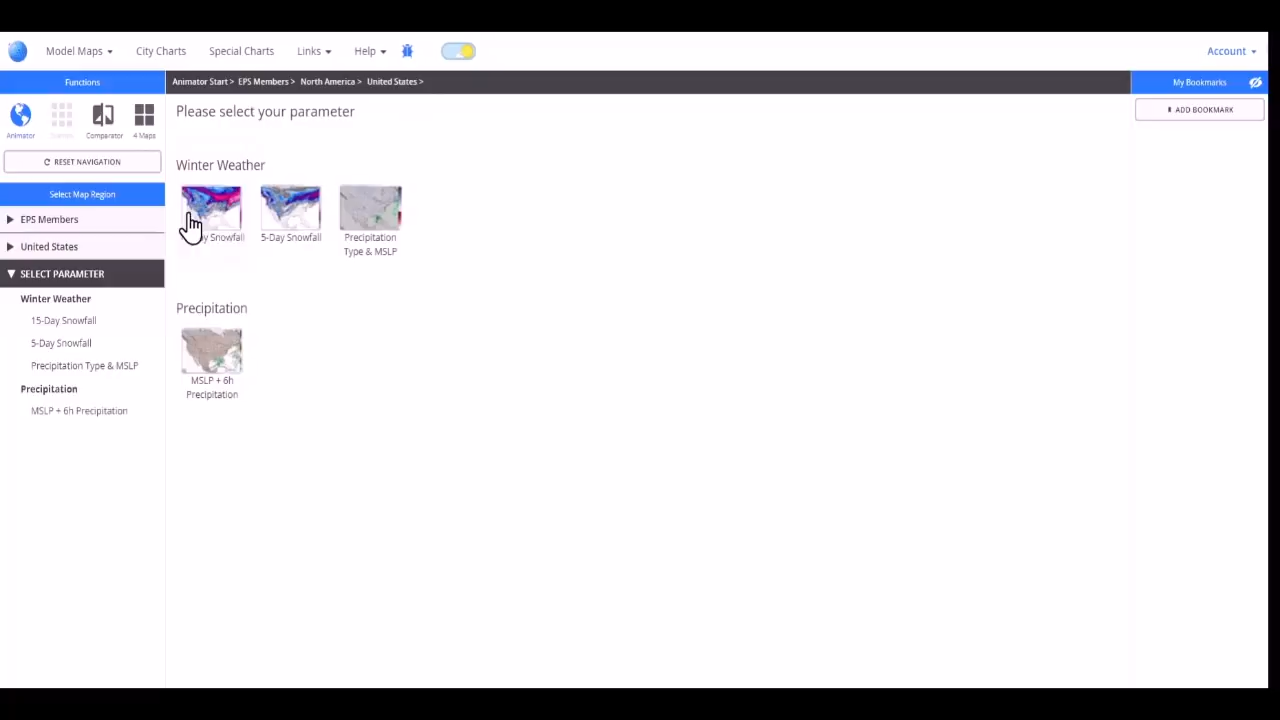 Model Maps
City Charts
Special Charts
Links
Help
Account
Functions
Animator Start > EPS Members > North America > United States >
My Bookmarks
Animator
Comparator
4 Maps
RESET NAVIGATION
Select Map Region
EPS Members
United States
SELECT PARAMETER
Winter Weather
15-Day Snowfall
5-Day Snowfall
Precipitation Type & MSLP
Precipitation
MSLP + 6h Precipitation
Please select your parameter
Winter Weather
Snowfall
5-Day Snowfall
Precipitation
Type & MSLP
Precipitation
MSLP + 6h
Precipitation
ADD BOOKMARK